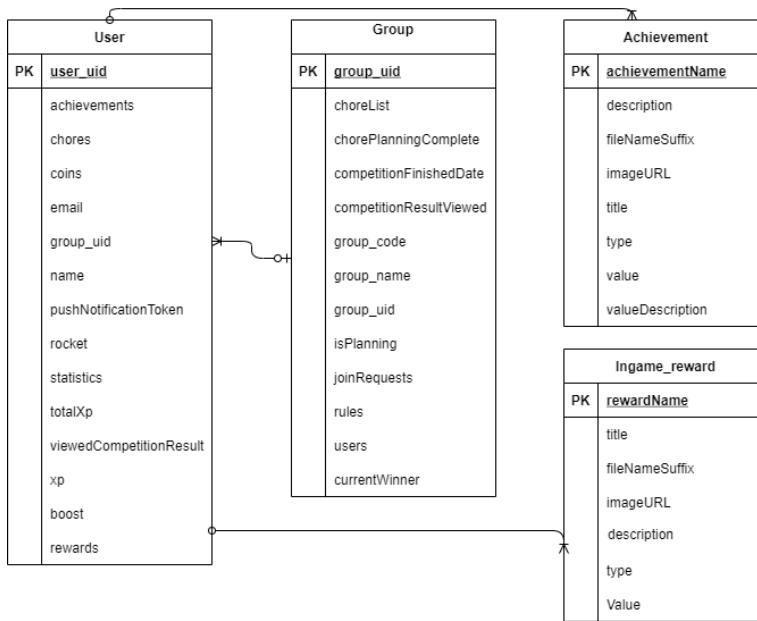 User
PK user_uid
achievements
chores
coins
email
group_uid
name
pushNotificationToken
rocket
statistics
totalXp
viewedCompetitionResult
xp
boost
rewards
Group
PK group_uid
choreList
chorePlanningComplete
competitionFinishedDate
competitionResultViewed
group_code
group_name
group_uid
isPlanning
joinRequests
rules
users
currentWinner
Achievement
PK achievementName
description
fileNameSuffix
imageURL
title
type
value
valueDescription
Ingame_reward
PK rewardName
title
fileNameSuffix
imageURL
description
type
Value